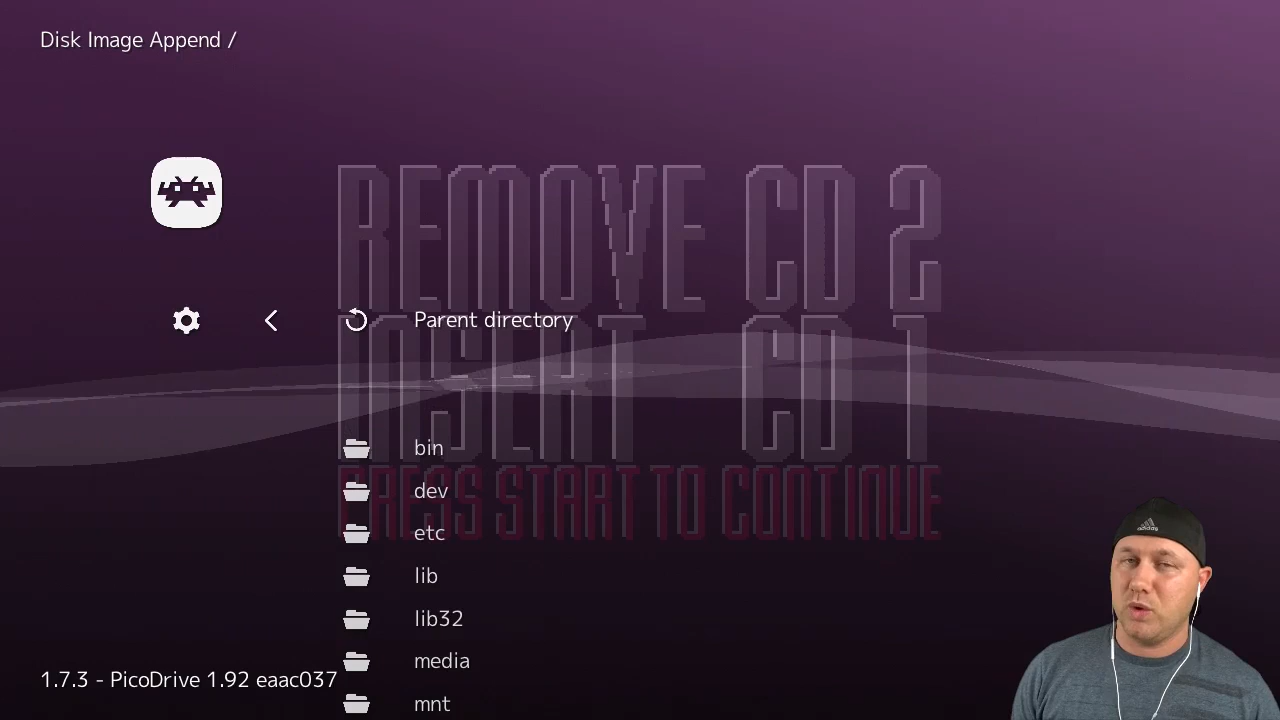 Disk Image Append /
REMOVE CD 2
INSERT CD 1
Parent directory
bin
dev
PRESS START TO CONTINUE
etc
lib
lib32
media
1.7.3 - PicoDrive 1.92 eaac037
mnt
adidas